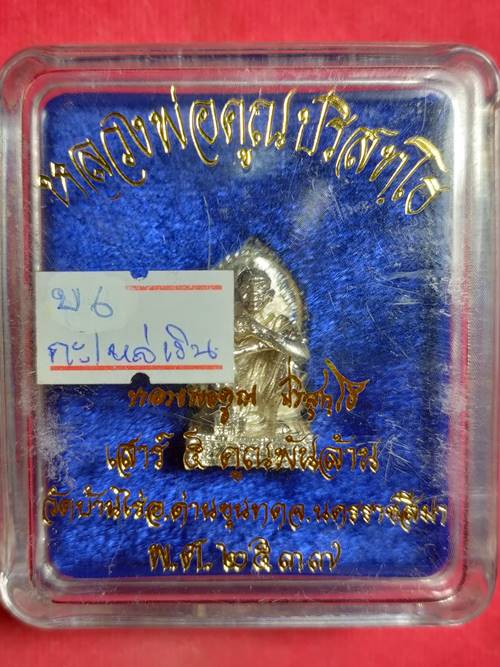 หลวงพ่อคูณ ปริสุทฺโธ
บ6
กะไหล่เงิน
หลวงพ่อคูณ ปริสุทฺโธ
เสาร์ ๕ คูณพันล้าน
วัดบ้านไร่ อ.ด่านขุนทด จ.นครราชสีมา
พ.ศ.๒๕๓๗